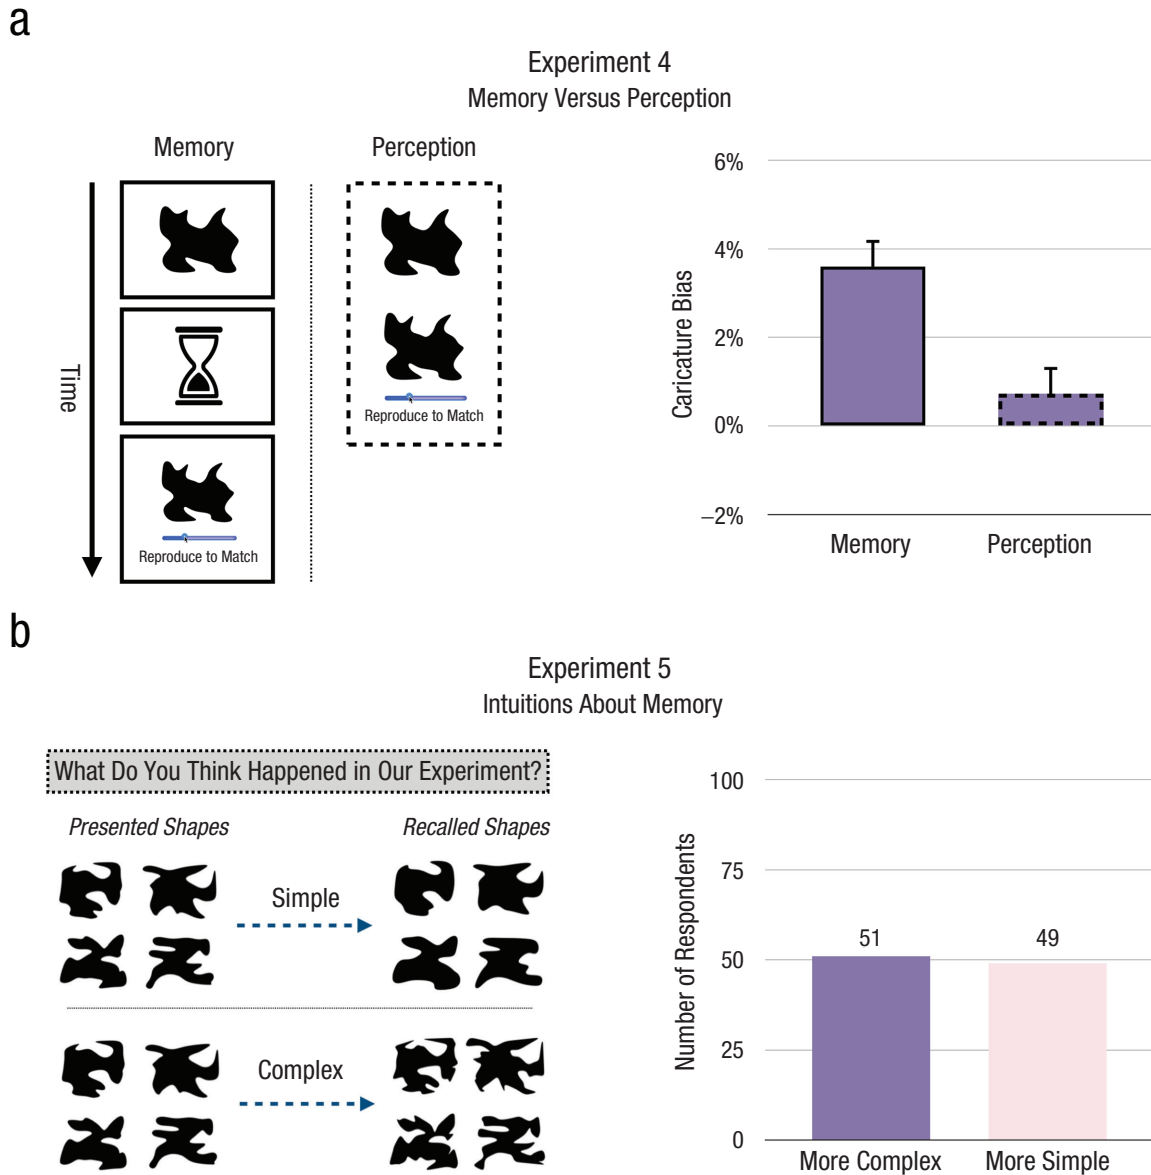 a
Experiment 4
Memory Versus Perception
Memory
Perception
Time
Reproduce to Match
Reproduce to Match
6%
4%
2%
0%
–2%
Caricature Bias
Memory
Perception
b
Experiment 5
Intuitions About Memory
What Do You Think Happened in Our Experiment?
Presented Shapes
Recalled Shapes
Simple
Complex
100
75
50
25
0
Number of Respondents
51
49
More Complex
More Simple